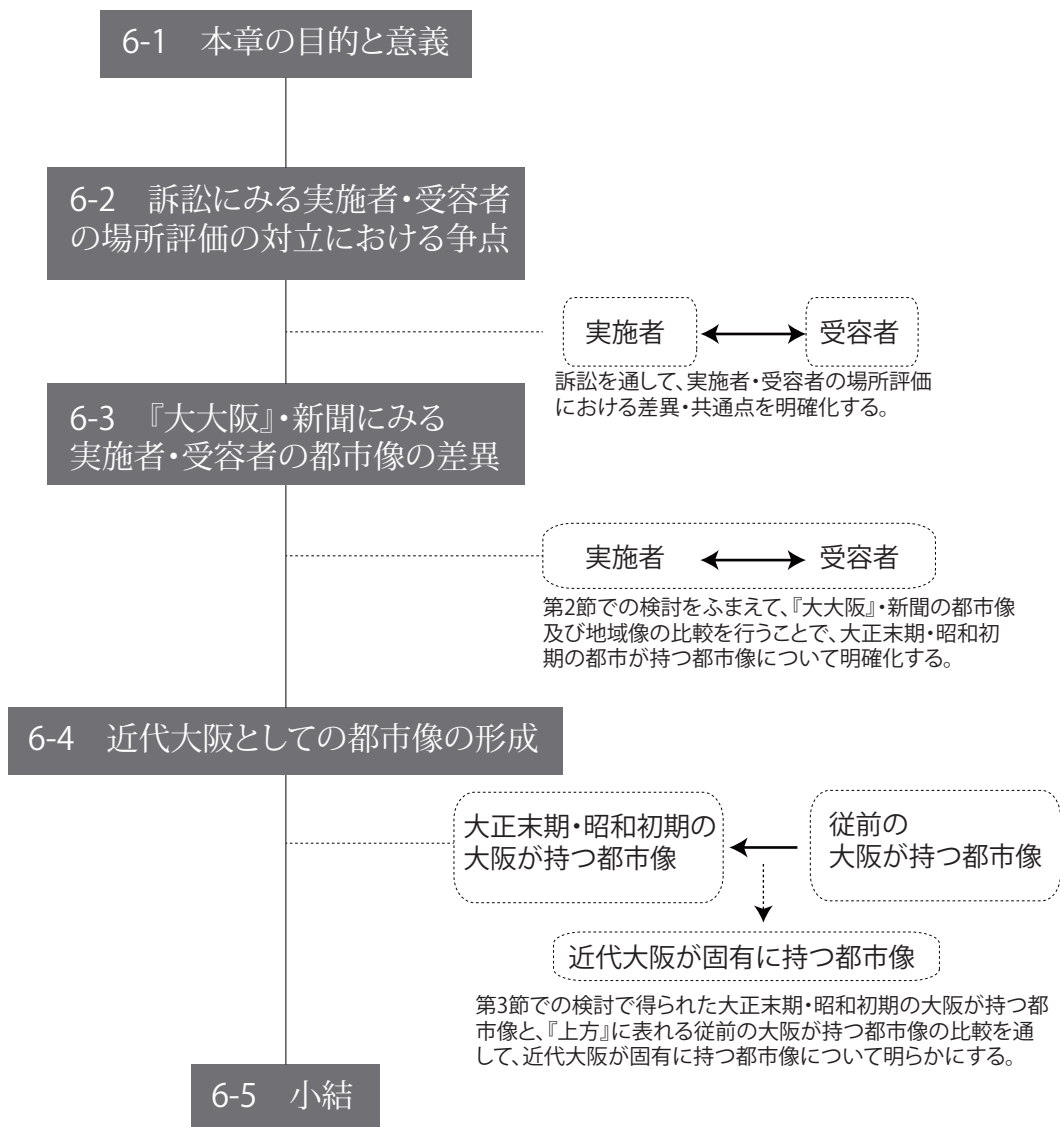 6-1　本章の目的と意義
6-2　訴訟にみる実施者・受容者
の場所評価の対立における争点
実施者
受容者
訴訟を通して、実施者・受容者の場所評価
における差異・共通点を明確化する。
6-3　『大大阪』・新聞にみる
実施者・受容者の都市像の差異
実施者
受容者
第2節での検討をふまえて、『大大阪』・新聞の都市像
及び地域像の比較を行うことで、大正末期・昭和初
期の都市が持つ都市像について明確化する。
6-4　近代大阪としての都市像の形成
大正末期・昭和初期の
大阪が持つ都市像
従前の
大阪が持つ都市像
近代大阪が固有に持つ都市像
第3節での検討で得られた大正末期・昭和初期の大阪が持つ都
市像と、『上方』に表れる従前の大阪が持つ都市像の比較を通
して、近代大阪が固有に持つ都市像について明らかにする。
6-5　小結